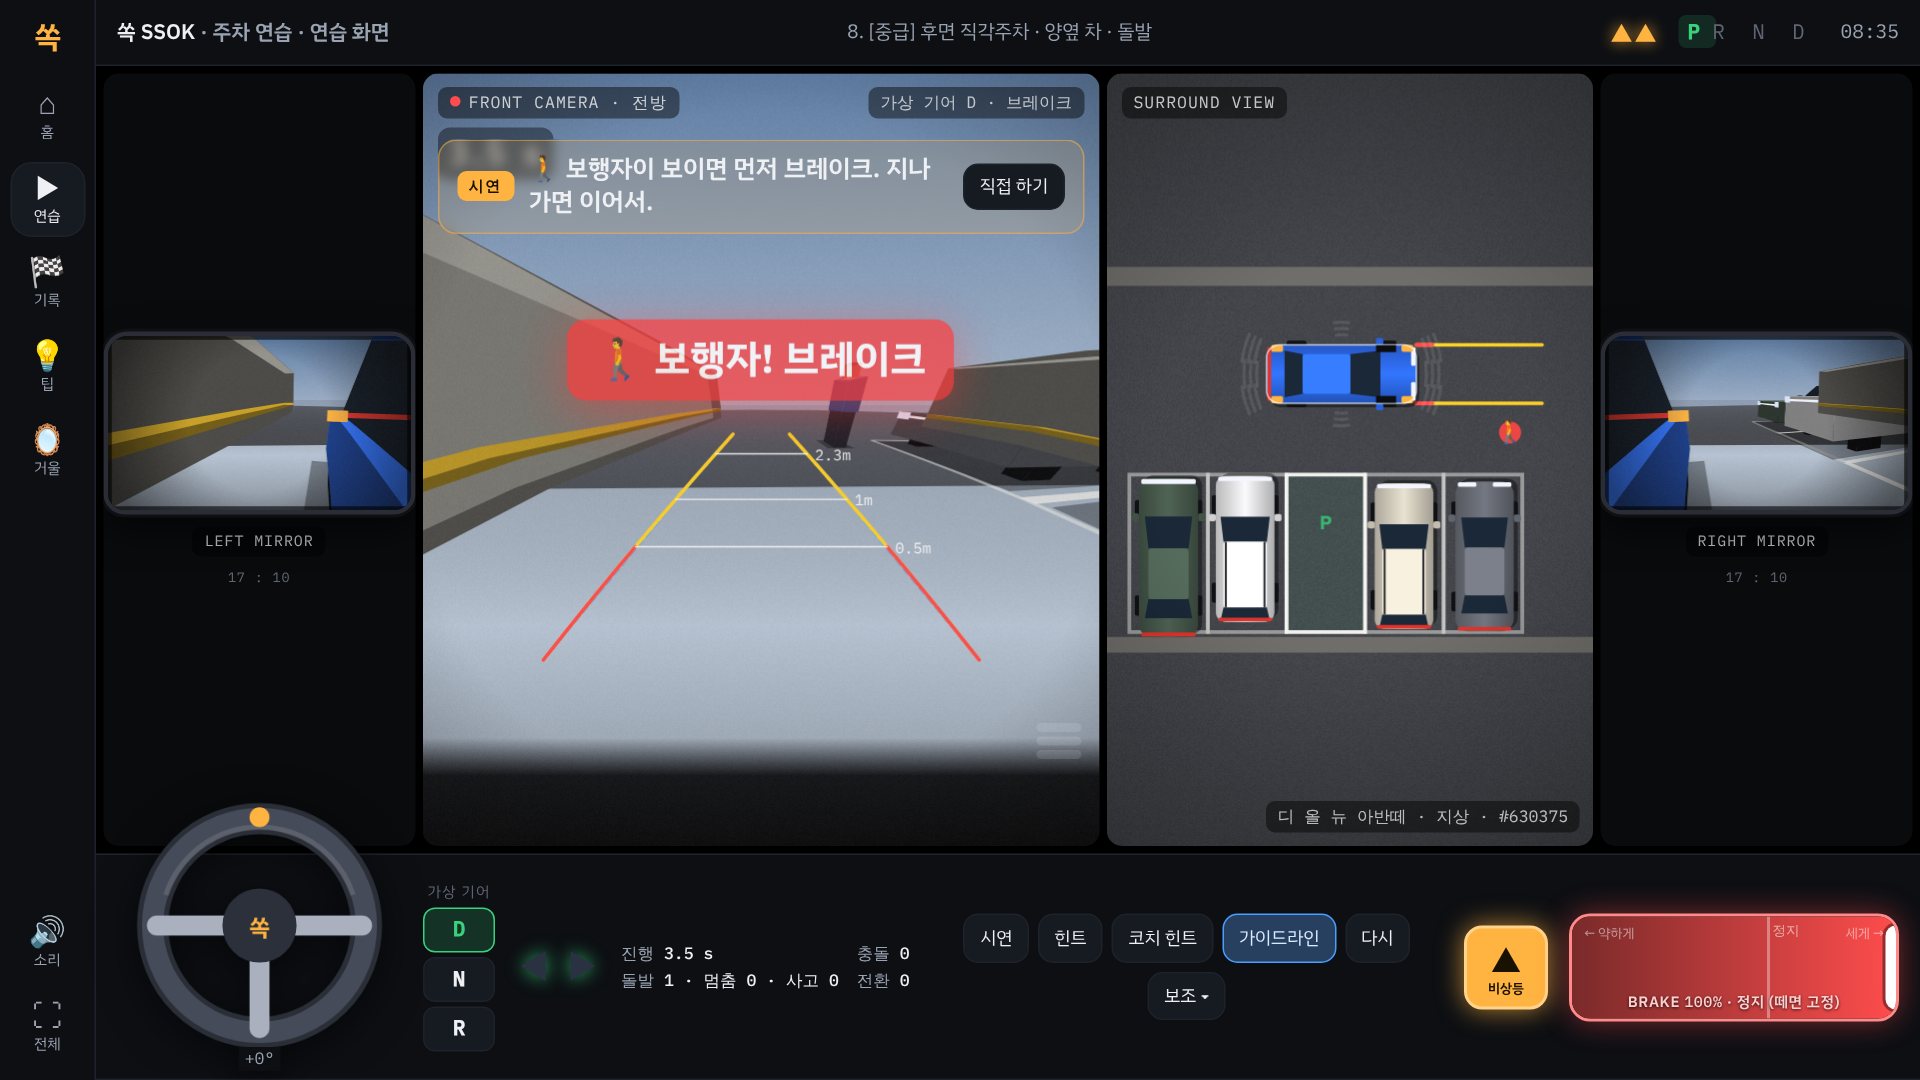 쏙
쏙 SSOK · 주차 연습 · 연습 화면
8. [중급] 후면 직각주차 · 양옆 차 · 돌발
P R N D
08:35
홈
연습
기록
팁
거울
소리
전체
FRONT CAMERA · 전방
가상 기어 D · 브레이크
시연
보행자이 보이면 먼저 브레이크. 지나
가면 이어서.
직접 하기
보행자! 브레이크
2.3m
1m
0.5m
SURROUND VIEW
P
디 올 뉴 아반떼 · 지상 · #630375
LEFT MIRROR
17 : 10
RIGHT MIRROR
17 : 10
쏙
+0°
가상 기어
D
N
R
진행 3.5 s
충돌 0
돌발 1 · 멈춤 0 · 사고 0
전환 0
시연
힌트
코치 힌트
가이드라인
다시
보조
비상등
←약하게
정지
세게→
BRAKE 100% · 정지 (떼면 고정)